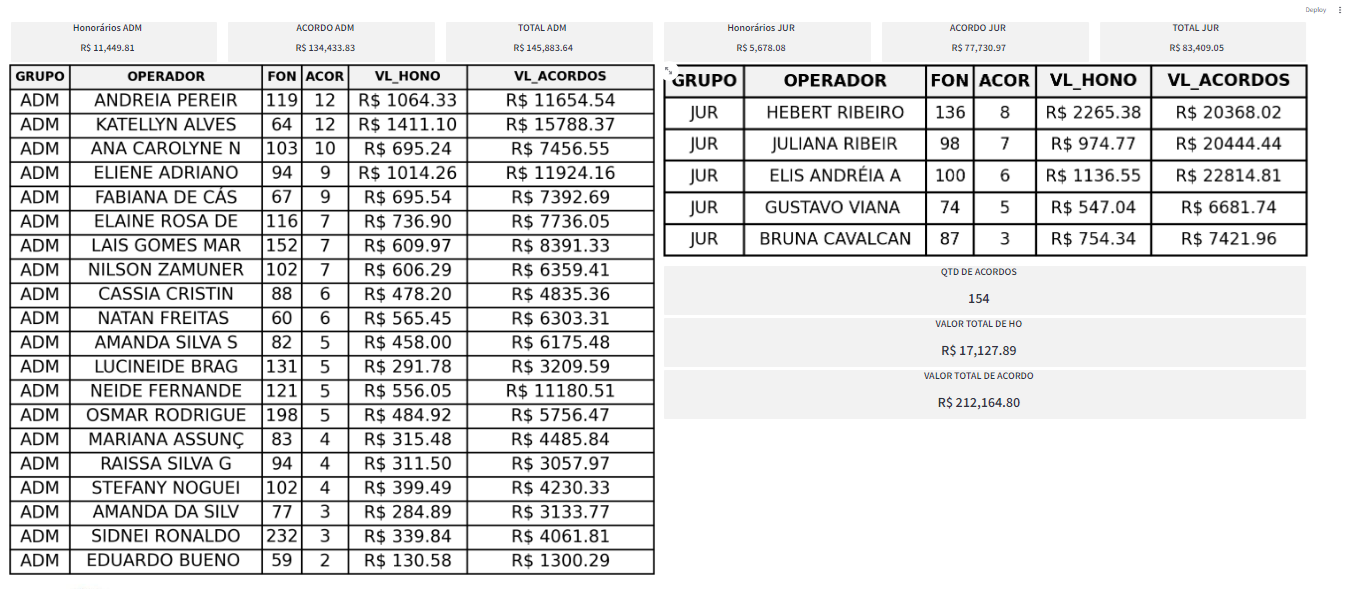 Deploy
Honorários ADM
R$ 11,449.81
ACORDO ADM
R$ 134,433.83
TOTAL ADM
R$ 145,883.64
Honorários JUR
R$ 5,678.08
ACORDO JUR
R$ 77,730.97
TOTAL JUR
R$ 83,409.05
GRUPO OPERADOR FON ACOR VL_HONO VL_ACORDOS
ADM ANDREIA PEREIR 119 12 R$ 1064.33 R$ 11654.54
ADM KATELLYN ALVES 64 12 R$ 1411.10 R$ 15788.37
ADM ANA CAROLYNE N 103 10 R$ 695.24 R$ 7456.55
ADM ELIENE ADRIANO 94 9 R$ 1014.26 R$ 11924.16
ADM FABIANA DE CÁS 67 9 R$ 695.54 R$ 7392.69
ADM ELAINE ROSA DE 116 7 R$ 736.90 R$ 7736.05
ADM LAIS GOMES MAR 152 7 R$ 609.97 R$ 8391.33
ADM NILSON ZAMUNER 102 7 R$ 606.29 R$ 6359.41
ADM CASSIA CRISTIN 88 6 R$ 478.20 R$ 4835.36
ADM NATAN FREITAS 60 6 R$ 565.45 R$ 6303.31
ADM AMANDA SILVA S 82 5 R$ 458.00 R$ 6175.48
ADM LUCINEIDE BRAG 131 5 R$ 291.78 R$ 3209.59
ADM NEIDE FERNANDE 121 5 R$ 556.05 R$ 11180.51
ADM OSMAR RODRIGUE 198 5 R$ 484.92 R$ 5756.47
ADM MARIANA ASSUNÇ 83 4 R$ 315.48 R$ 4485.84
ADM RAISSA SILVA G 94 4 R$ 311.50 R$ 3057.97
ADM STEFANY NOGUEI 102 4 R$ 399.49 R$ 4230.33
ADM AMANDA DA SILV 77 3 R$ 284.89 R$ 3133.77
ADM SIDNEI RONALDO 232 3 R$ 339.84 R$ 4061.81
ADM EDUARDO BUENO 59 2 R$ 130.58 R$ 1300.29
GRUPO OPERADOR FON ACOR VL_HONO VL_ACORDOS
JUR HEBERT RIBEIRO 136 8 R$ 2265.38 R$ 20368.02
JUR JULIANA RIBEIR 98 7 R$ 974.77 R$ 20444.44
JUR ELIS ANDRÉIA A 100 6 R$ 1136.55 R$ 22814.81
JUR GUSTAVO VIANA 74 5 R$ 547.04 R$ 6681.74
JUR BRUNA CAVALCAN 87 3 R$ 754.34 R$ 7421.96
QTD DE ACORDOS
154
VALOR TOTAL DE HO
R$ 17,127.89
VALOR TOTAL DE ACORDO
R$ 212,164.80